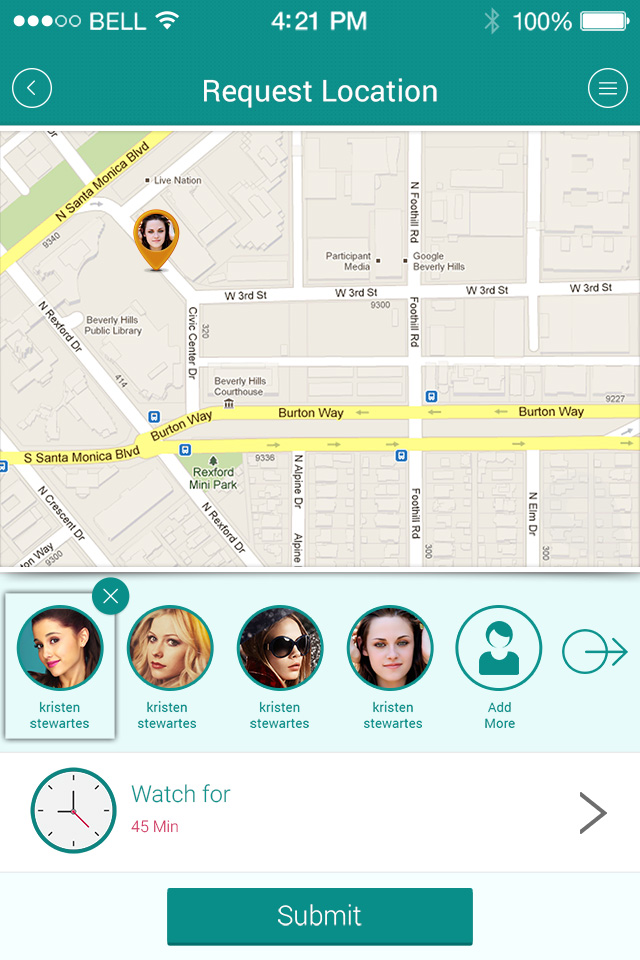 BELL
4:21 PM
100%
Request Location
Dr
N Santa Monica Blvd
Live Nation
9340
N Foothill Rd
Participant
Media
Google
Beverly Hills
W 3rd St
W 3rd St
W 3rd St
W 3rd St
9300
N Rexford Dr
Beverly Hills
Public Library
Civic Center Dr
320
Foothill Rd
414
Beverly Hills
Courthouse
9227
Burton Way
Burton Way
Burton Way
S Santa Monica Blvd
9336
Rexford
Mini Park
N Alpine Dr
N Crescent Dr
N Rexford Dr
Foothill Rd
N Elm Dr
Alpine
ton Way
9300
300
300
kristen
stewartes
kristen
stewartes
kristen
stewartes
kristen
stewartes
Add
More
Watch for
45 Min
Submit